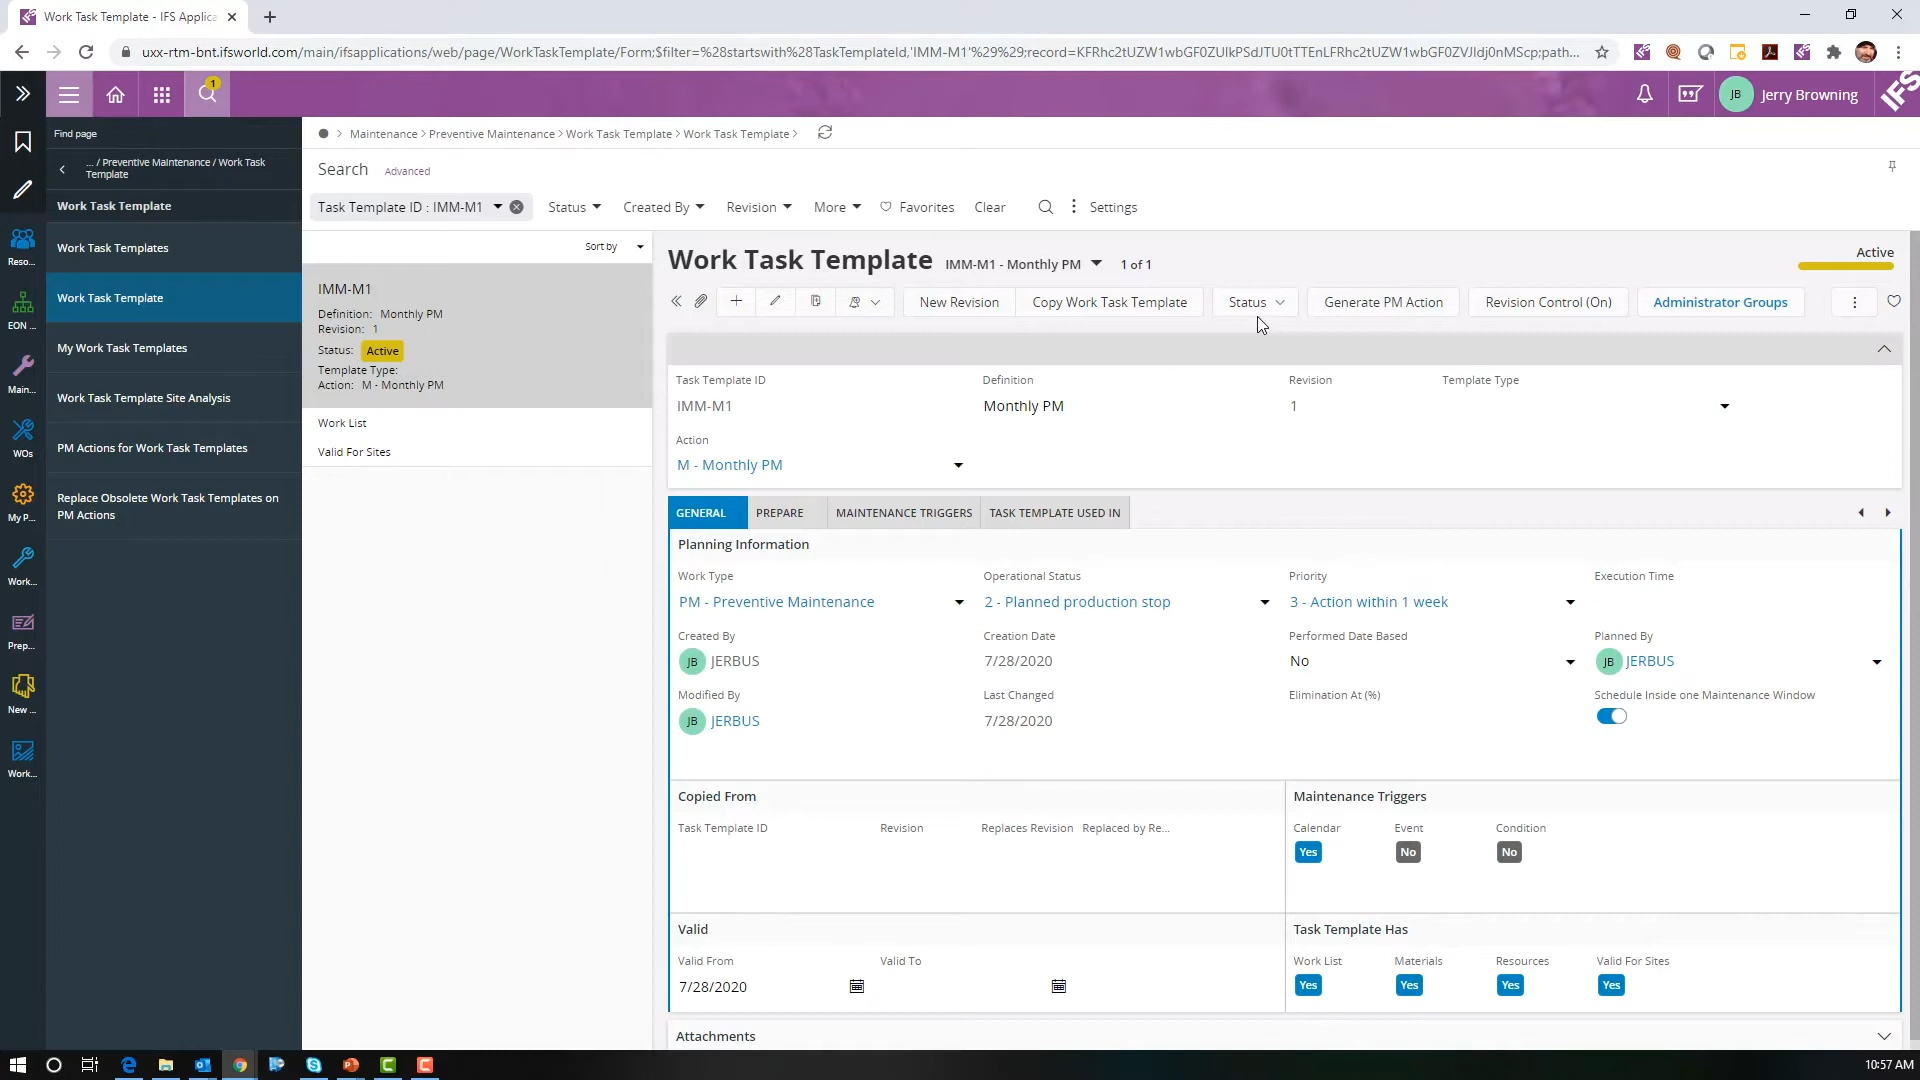 Work Task Template - IFS Applica
uxx-rtm-bnt.ifsworld.com/main/ifsapplications/web/page/WorkTaskTemplate/Form;$filter=%28startswith%28TaskTemplateId,'IMM-M1'%29%29;record=KFRhc2tUZW1wbGF0ZUlkPSdJTU0tTTEnLFRhc2tUZW1wbGF0ZVJldj0nMScp;path...
1
JB
Jerry Browning
IFS
Find page
... / Preventive Maintenance / Work Task
Template
Work Task Template
Work Task Templates
Work Task Template
My Work Task Templates
Work Task Template Site Analysis
PM Actions for Work Task Templates
Replace Obsolete Work Task Templates on
PM Actions
Reso...
EON ...
Main...
WOs
My P...
Work...
Prep...
New ...
Work...
Maintenance > Preventive Maintenance > Work Task Template > Work Task Template >
Search Advanced
Task Template ID : IMM-M1 Status Created By Revision More Favorites Clear Settings
Sort by
IMM-M1
Definition: Monthly PM
Revision: 1
Status: Active
Template Type:
Action: M - Monthly PM
Work List
Valid For Sites
Work Task Template IMM-M1 - Monthly PM 1 of 1
Active
New Revision Copy Work Task Template Status Generate PM Action Revision Control (On) Administrator Groups
Task Template ID Definition Revision Template Type
IMM-M1 Monthly PM 1
Action
M - Monthly PM
GENERAL PREPARE MAINTENANCE TRIGGERS TASK TEMPLATE USED IN
Planning Information
Work Type Operational Status Priority Execution Time
PM - Preventive Maintenance 2 - Planned production stop 3 - Action within 1 week
Created By Creation Date Performed Date Based Planned By
JB JERBUS 7/28/2020 No JB JERBUS
Modified By Last Changed Elimination At (%) Schedule Inside one Maintenance Window
JB JERBUS 7/28/2020
Copied From
Task Template ID Revision Replaces Revision Replaced by Re...
Maintenance Triggers
Calendar Event Condition
Yes No No
Valid
Valid From Valid To
7/28/2020
Task Template Has
Work List Materials Resources Valid For Sites
Yes Yes Yes Yes
Attachments
10:57 AM